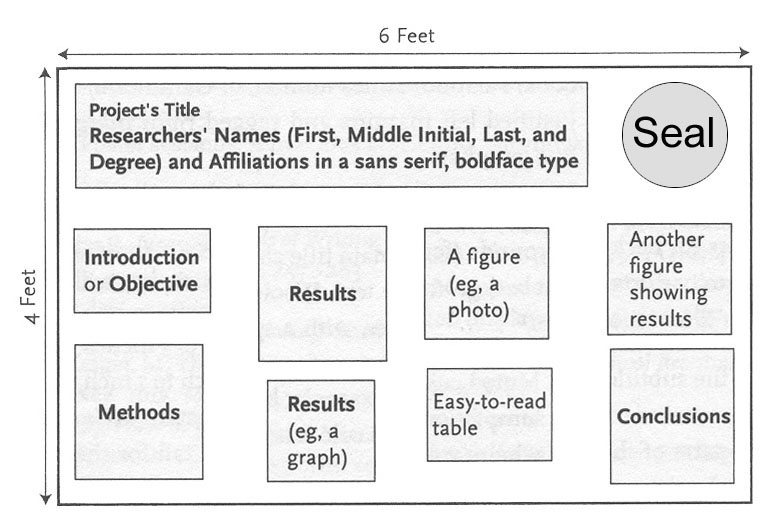 6 Feet
4 Feet
Project's Title
Researchers' Names (First, Middle Initial, Last, and
Degree) and Affiliations in a sans serif, boldface type
Seal
Introduction
or Objective
Results
A figure
(eg, a
photo)
Another
figure
showing
results
Methods
Results
(eg, a
graph)
Easy-to-read
table
Conclusions